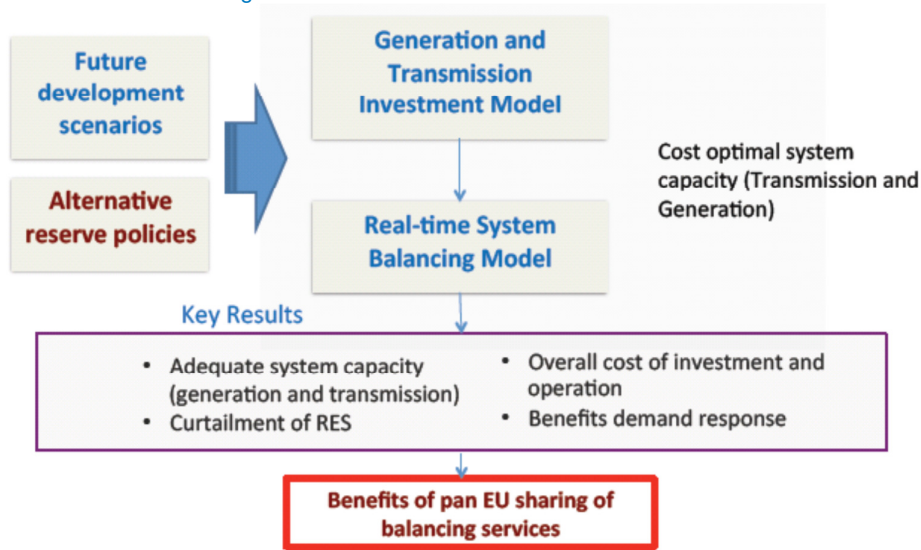 Generation and
Transmission
Investment Model
Future
development
scenarios
Alternative
reserve policies
Cost optimal system
capacity (Transmission and
Generation)
Real-time System
Balancing Model
Key Results
• Adequate system capacity
(generation and transmission)
• Curtailment of RES
• Overall cost of investment and
operation
• Benefits demand response
Benefits of pan EU sharing of
balancing services